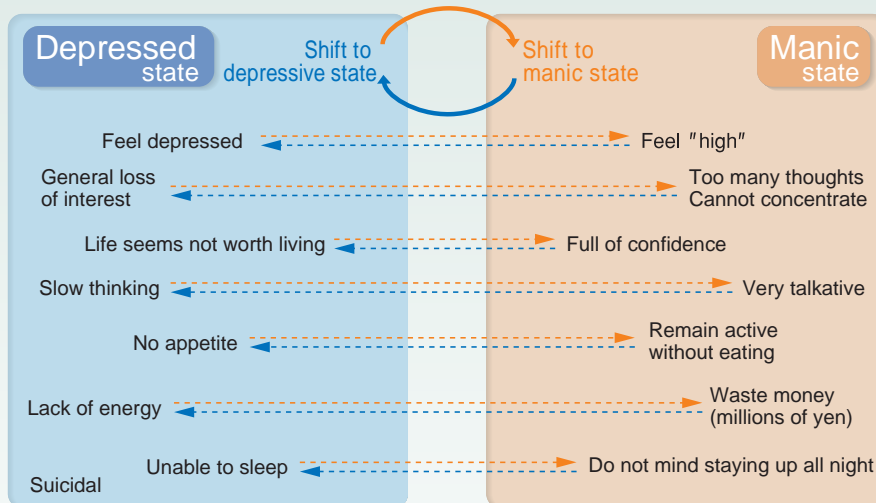 Depressed
state
Shift to
depressive state
Shift to
manic state
Manic
state
Feel depressed
Feel "high"
General loss
of interest
Too many thoughts
Cannot concentrate
Life seems not worth living
Full of confidence
Slow thinking
Very talkative
No appetite
Remain active
without eating
Lack of energy
Waste money
(millions of yen)
Unable to sleep
Do not mind staying up all night
Suicidal